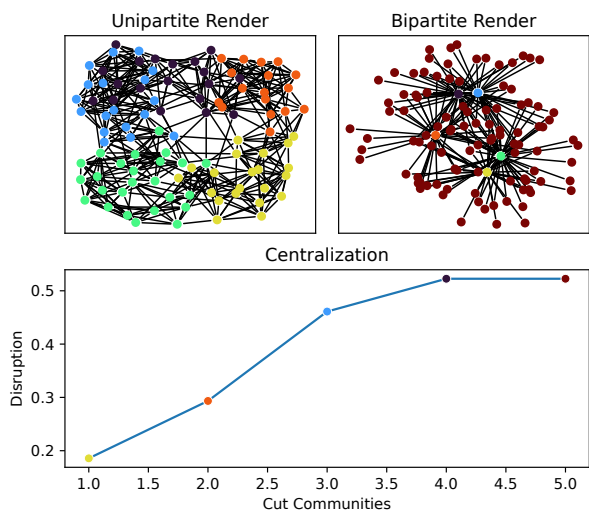 Unipartite Render
Bipartite Render
Centralization
0.5
0.4
0.3
0.2
Disruption
1.0 1.5 2.0 2.5 3.0 3.5 4.0 4.5 5.0
Cut Communities